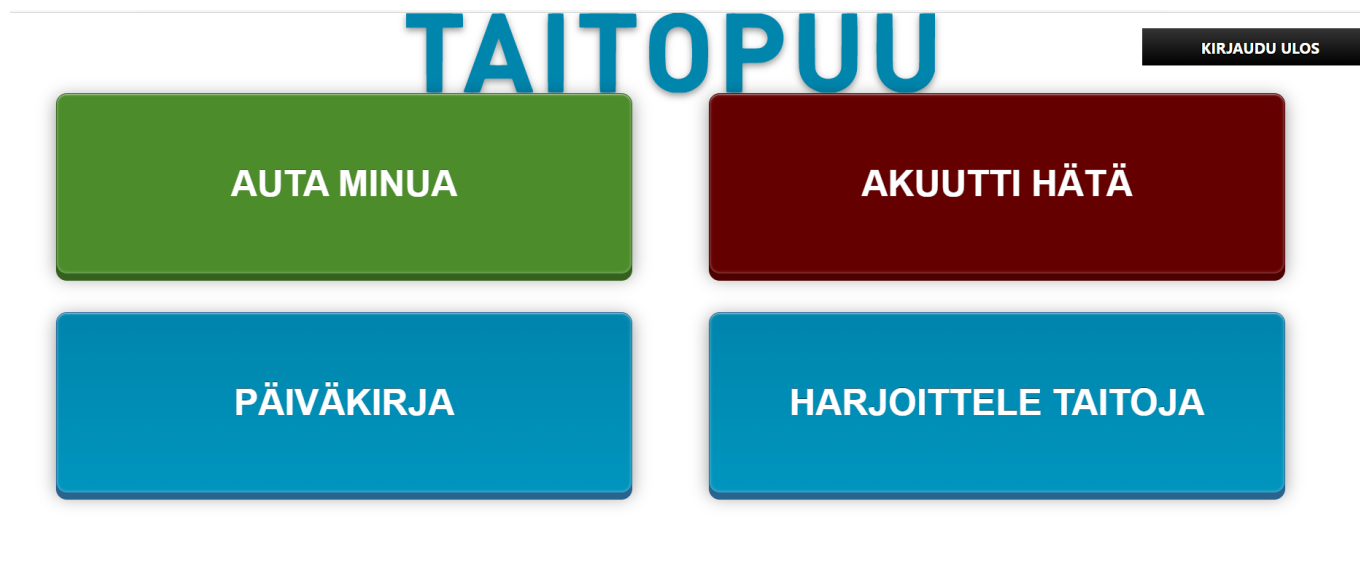 TAITOPUU
KIRJAUDU ULOS
AUTA MINUA
AKUUTTI HÄTÄ
PÄIVÄKIRJA
HARJOITTELE TAITOJA